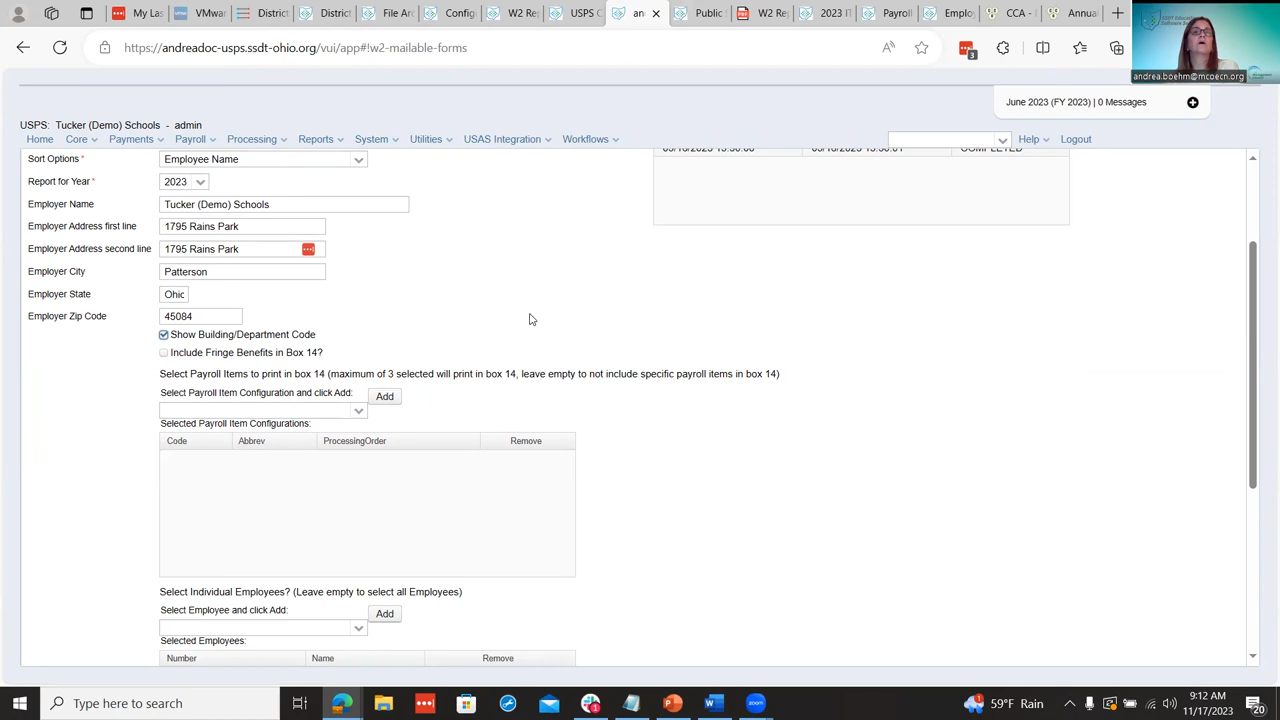 My Las
VMwar
District
District
File Arc
Config
W2 Re
USPS C
an
Public
W2 Re
2023 IT
Payroll
Employ
CCA -
Annua
https://andreadoc-usps.ssdt-ohio.org/vui/app#!w2-mailable-forms
3
andrea.boehm@mcoecn.org
June 2023 (FY 2023) | 0 Messages
USPS: Tucker (Demo) Schools - admin
Home Core Payments Payroll Processing Reports System Utilities USAS Integration Workflows Help Logout
Sort Options * Employee Name
Report for Year * 2023
Employer Name Tucker (Demo) Schools
Employer Address first line 1795 Rains Park
Employer Address second line 1795 Rains Park
Employer City Patterson
Employer State Ohic
Employer Zip Code 45084
Show Building/Department Code
Include Fringe Benefits in Box 14?
Select Payroll Items to print in box 14 (maximum of 3 selected will print in box 14, leave empty to not include specific payroll items in box 14)
Select Payroll Item Configuration and click Add: Add
Selected Payroll Item Configurations:
Code Abbrev ProcessingOrder Remove
Select Individual Employees? (Leave empty to select all Employees)
Select Employee and click Add: Add
Selected Employees:
Number Name Remove
Type here to search
59°F Rain
9:12 AM
11/17/2023
20